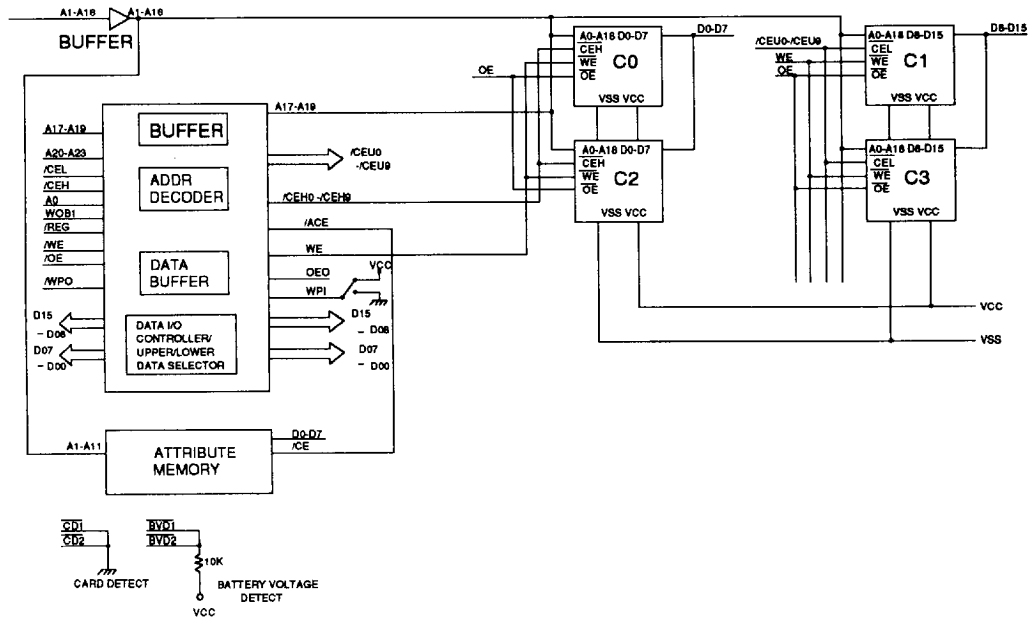 A1-A16 A1-A16
BUFFER
A17-A19
A20-A23
/CEL
/CEH
A0
WOB1
/REG
/WE
/OE
/WPO
D15
- D08
D07
- D00
BUFFER
ADDR
DECODER
DATA
BUFFER
DATA I/O
CONTROLLER/
UPPER/LOWER
DATA SELECTOR
A17-A19
/CEU0
-/CEU9
/CEH0 -/CEH9
/ACE
WE
OEO
WPI
VCC
D15
- D08
D07
- D00
A1-A11
ATTRIBUTE
MEMORY
D0-D7
/CE
OE
A0-A18 D0-D7
CEH
WE
OE
C0
VSS VCC
D0-D7
A0-A18 D0-D7
CEH
WE
OE
C2
VSS VCC
/CEU0-/CEU9
WE
OE
A0-A18 D8-D15
CEL
WE
OE
C1
VSS VCC
D8-D15
A0-A18 D8-D15
CEL
WE
OE
C3
VSS VCC
VCC
VSS
CD1
CD2
CARD DETECT
BVD1
BVD2
10K
VCC
BATTERY VOLTAGE
DETECT